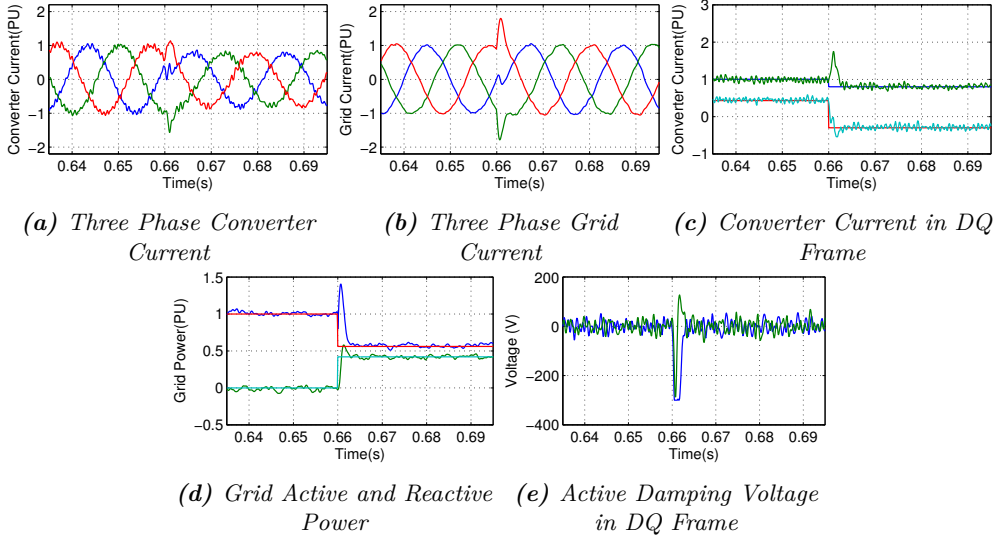 Converter Current(PU)
2
1
0
−1
−2
0.64 0.65 0.66 0.67 0.68 0.69
Time(s)
(a) Three Phase Converter
Current
Grid Current(PU)
2
1
0
−1
−2
0.64 0.65 0.66 0.67 0.68 0.69
Time(s)
(b) Three Phase Grid
Current
Converter Current(PU)
3
2
1
0
−1
0.64 0.65 0.66 0.67 0.68 0.69
Time(s)
(c) Converter Current in DQ
Frame
Grid Power(PU)
1.5
1
0.5
0
−0.5
0.64 0.65 0.66 0.67 0.68 0.69
Time(s)
(d) Grid Active and Reactive
Power
Voltage (V)
200
0
−200
−400
0.64 0.65 0.66 0.67 0.68 0.69
Time(s)
(e) Active Damping Voltage
in DQ Frame